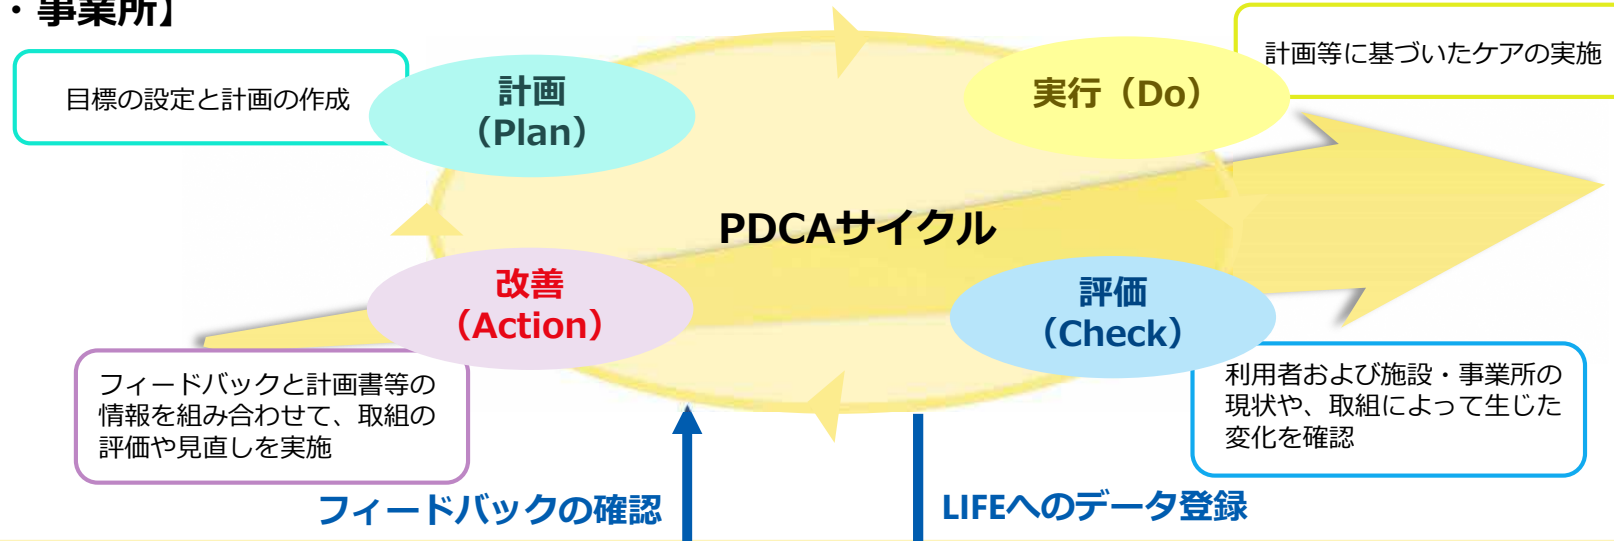 ・事業所】
目標の設定と計画の作成
計画
（Plan）
実行（Do）
計画等に基づいたケアの実施
PDCAサイクル
改善
（Action）
評価
（Check）
フィードバックと計画書等の
情報を組み合わせて、取組の
評価や見直しを実施
利用者および施設・事業所の
現状や、取組によって生じた
変化を確認
フィードバックの確認
LIFEへのデータ登録